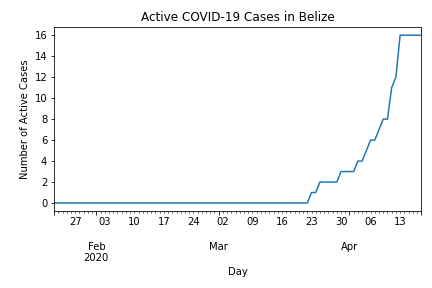 Active COVID-19 Cases in Belize
Number of Active Cases
16
14
12
10
8
6
4
2
0
27 03 10 17 24 02 09 16 23 30 06 13
Feb Mar Apr
2020
Day